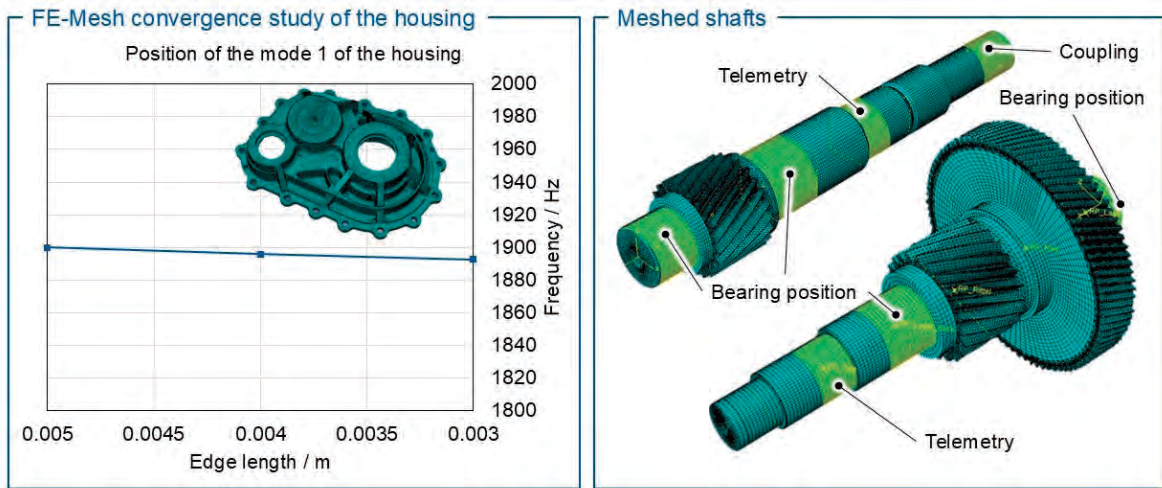 FE-Mesh convergence study of the housing
Position of the mode 1 of the housing
2000
1980
1960
1940
1920
1900
1880
1860
1840
1820
1800
Frequency / Hz
0.005 0.0045 0.004 0.0035 0.003
Edge length / m
Meshed shafts
Coupling
Telemetry
Bearing position
Bearing position
Telemetry